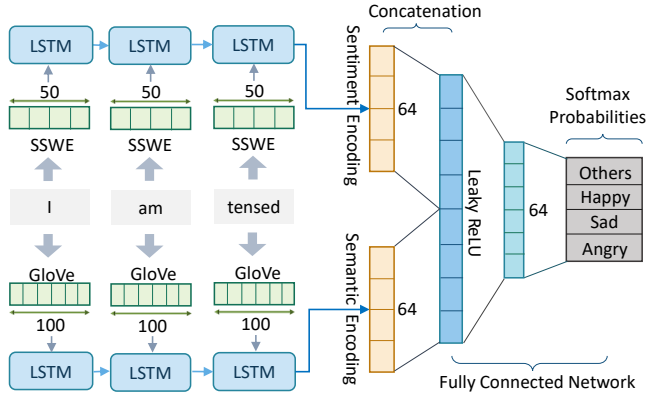 Concatenation
LSTM
LSTM
LSTM
50
50
50
SSWE
SSWE
SSWE
I
am
tensed
GloVe
GloVe
GloVe
100
100
100
LSTM
LSTM
LSTM
Sentiment Encoding
64
Semantic Encoding
64
Leaky ReLU
64
Softmax
Probabilities
Others
Happy
Sad
Angry
Fully Connected Network